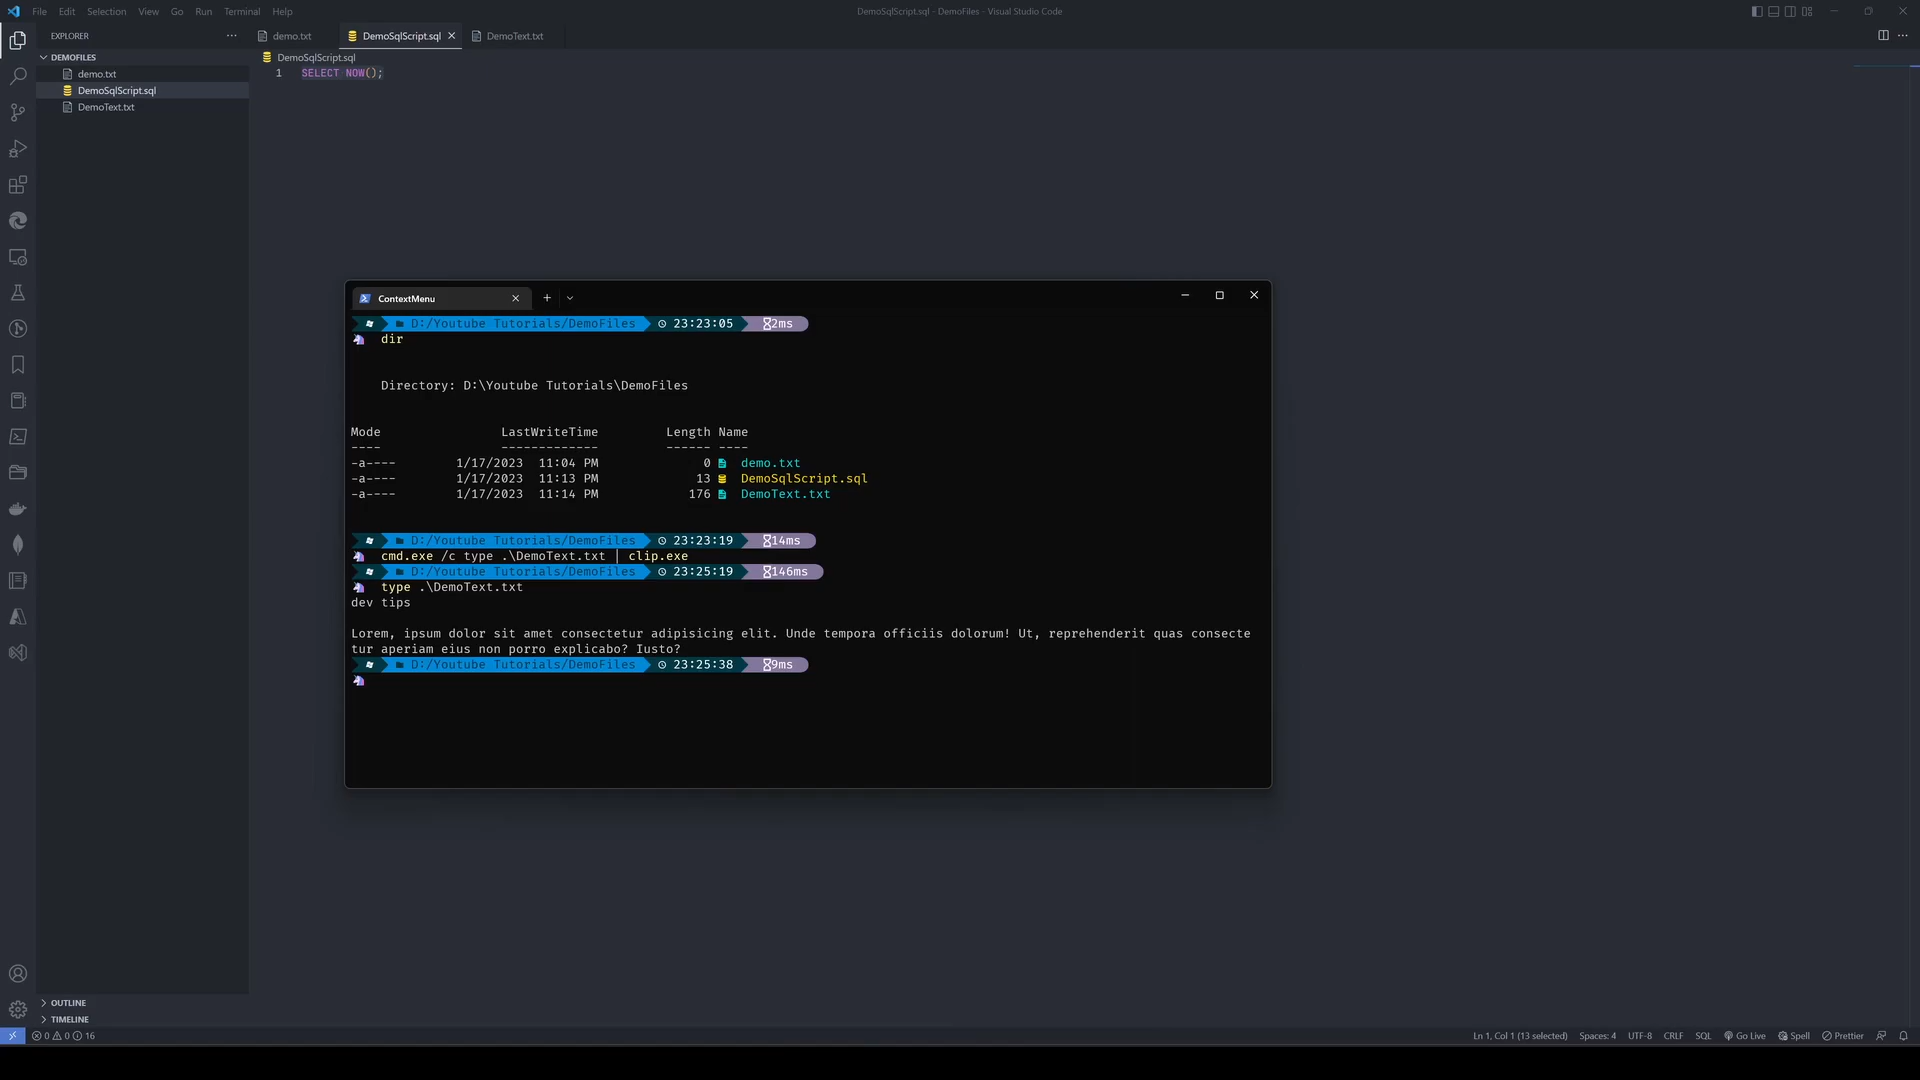 File Edit Selection View Go Run Terminal Help
DemoSqlScript.sql - DemoFiles - Visual Studio Code
EXPLORER
demo.txt
DemoSqlScript.sql
DemoText.txt
DEMOFILES
demo.txt
DemoSqlScript.sql
DemoText.txt
DemoSqlScript.sql
1 SELECT NOW();
ContextMenu
D:/Youtube Tutorials/DemoFiles 23:23:05 2ms
dir
Directory: D:\Youtube Tutorials\DemoFiles
Mode LastWriteTime Length Name
---- ------------- ------ ----
-a---- 1/17/2023 11:04 PM 0 demo.txt
-a---- 1/17/2023 11:13 PM 13 DemoSqlScript.sql
-a---- 1/17/2023 11:14 PM 176 DemoText.txt
D:/Youtube Tutorials/DemoFiles 23:23:19 14ms
cmd.exe /c type .\DemoText.txt | clip.exe
D:/Youtube Tutorials/DemoFiles 23:25:19 146ms
type .\DemoText.txt
dev tips
Lorem, ipsum dolor sit amet consectetur adipisicing elit. Unde tempora officiis dolorum! Ut, reprehenderit quas consecte
tur aperiam eius non porro explicabo? Iusto?
D:/Youtube Tutorials/DemoFiles 23:25:38 9ms
OUTLINE
TIMELINE
0 0 16
Ln 1, Col 1 (13 selected) Spaces: 4 UTF-8 CRLF SQL Go Live Spell Prettier